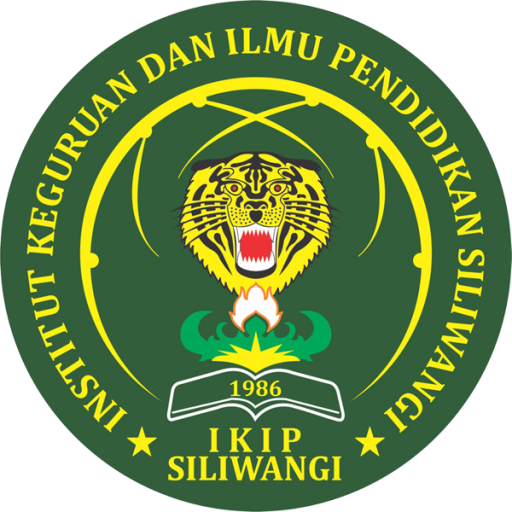 INSTITUT KEGURUAN DAN ILMU PENDIDIKAN SILIWANGI
1986
IKIP
SILIWANGI